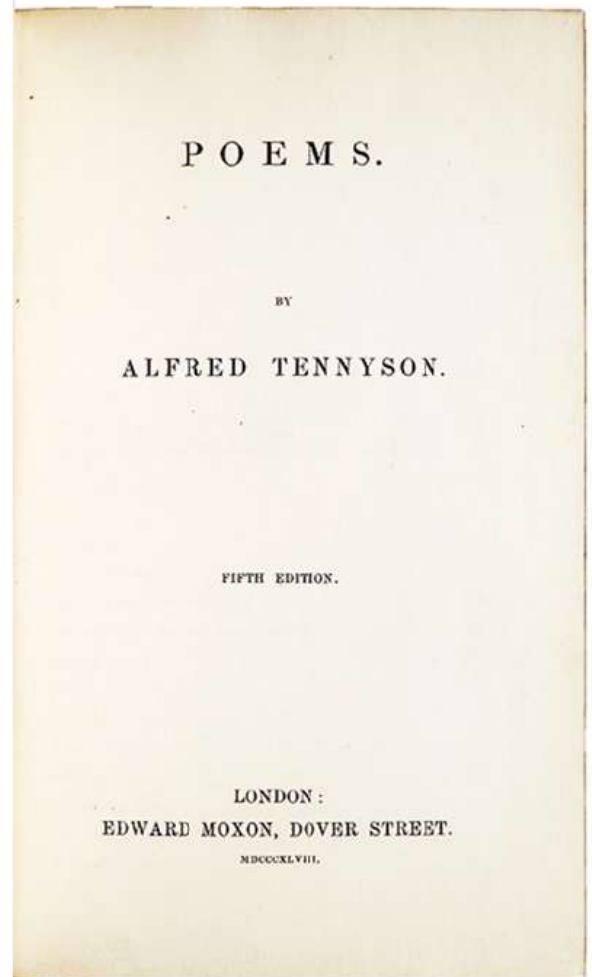 POEMS.
BY
ALFRED TENNYSON.
FIFTH EDITION.
LONDON:
EDWARD MOXON, DOVER STREET.
MDCCCXLVIII.